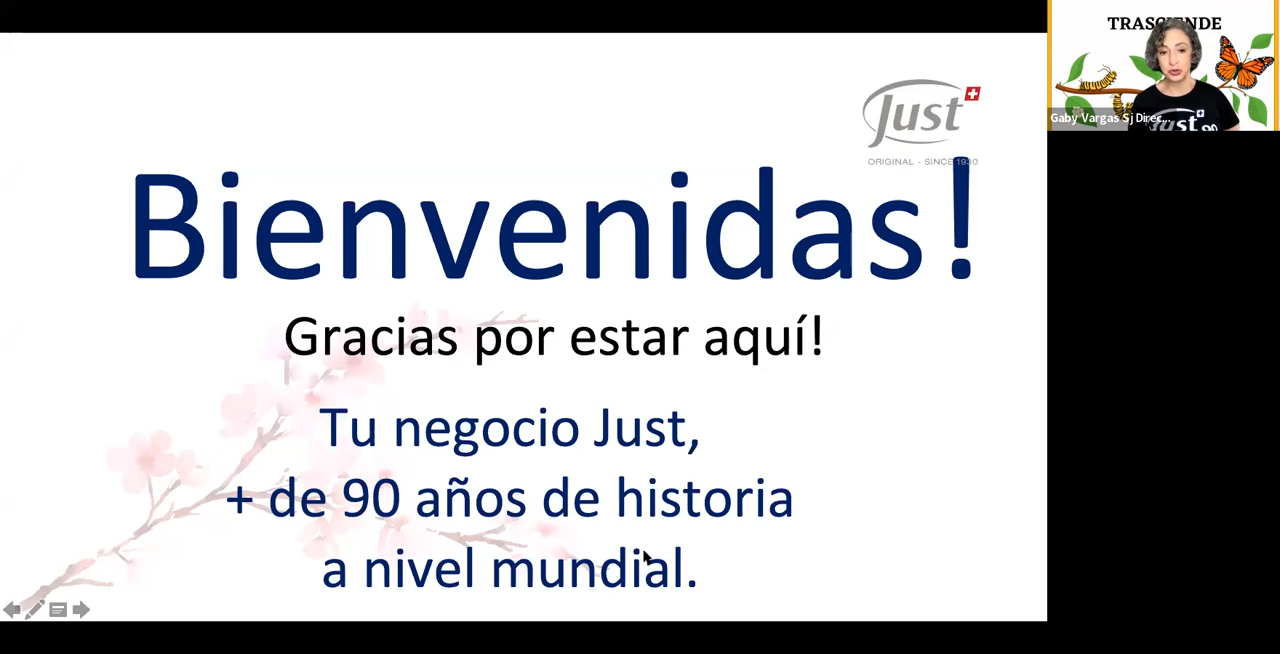 Just
ORIGINAL - SINCE 1930
Bienvenidas!
Gracias por estar aquí!
Tu negocio Just,
+ de 90 años de historia
a nivel mundial.
TRASCIENDE
Just
Gaby Vargas Sj Direc...